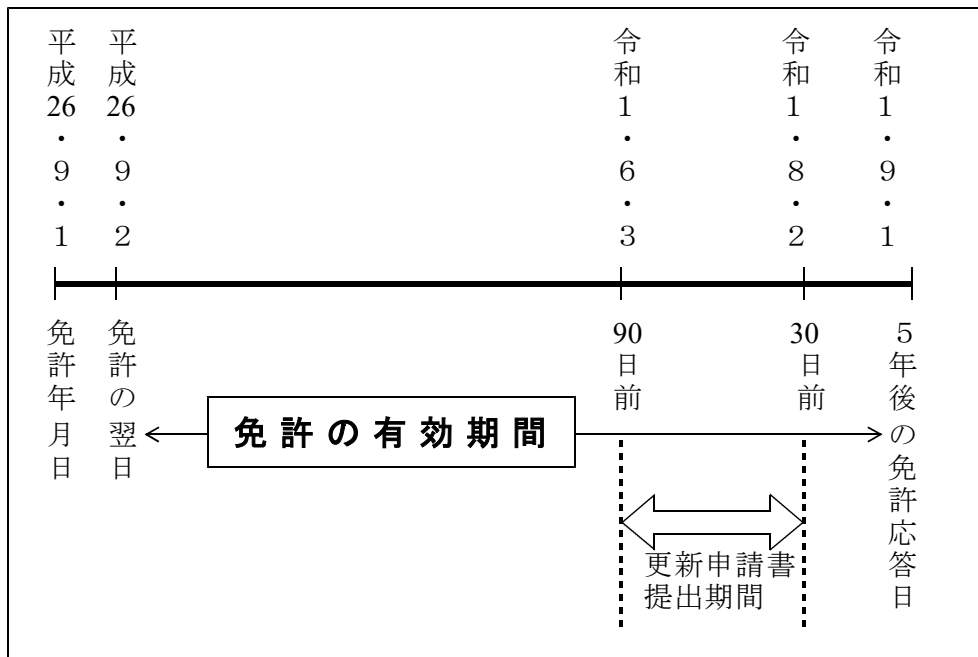 平成26・9・1
平成26・9・2
令和1・6・3
令和1・8・2
令和1・9・1
免許年月日
免許の翌日
90日前
30日前
5年後の免許応答日
免許の有効期間
更新申請書
提出期間